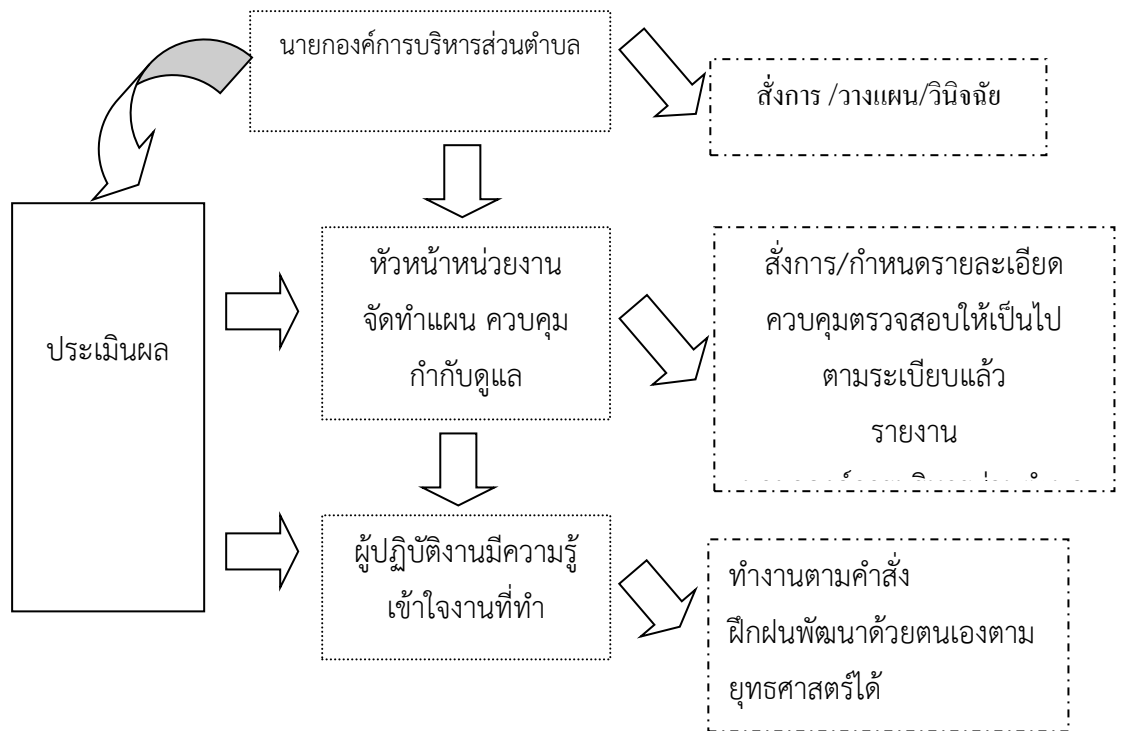 นายกองค์การบริหารส่วนตำบล
สั่งการ /วางแผน/วินิจฉัย
ประเมินผล
หัวหน้าหน่วยงาน
จัดทำแผน ควบคุม
กำกับดูแล
สั่งการ/กำหนดรายละเอียด
ควบคุมตรวจสอบให้เป็นไป
ตามระเบียบแล้ว
รายงาน
ผู้ปฏิบัติงานมีความรู้
เข้าใจงานที่ทำ
ทำงานตามคำสั่ง
ฝึกฝนพัฒนาด้วยตนเองตาม
ยุทธศาสตร์ได้